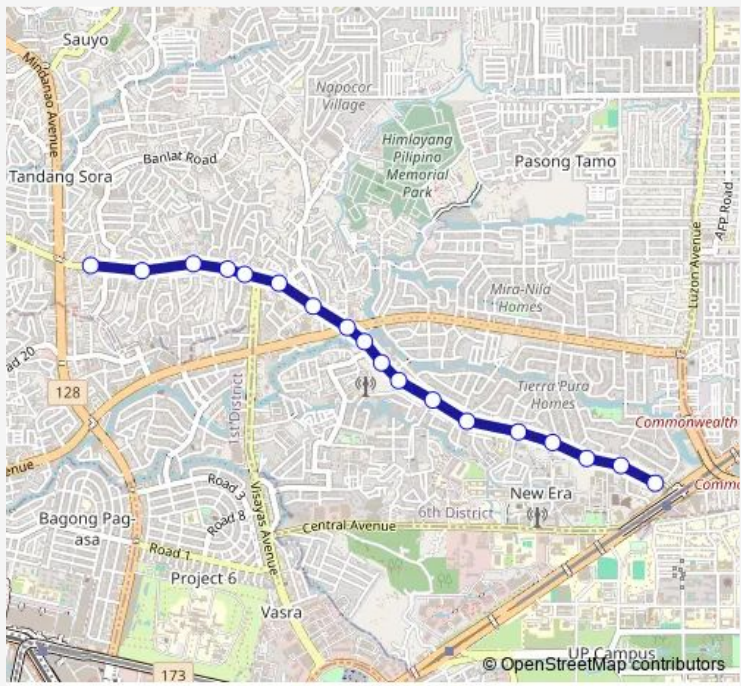 Sauyo
Mindanao Avenue
Napocor
Village
Himlayang
Pilipino
Memorial
Park
Banlat Road
Pasong Tamo
Tandang Sora
AFP Road
Luzon Avenue
Mira-Nila
Homes
ad 20
128
1st District
Tierra Pura
Homes
Commonwealth
enue
Road 3
Road 8
Visayas Avenue
New Era
Commo
6th District
Central Avenue
Bagong Pag-
asa
Road 1
Project 6
Vasra
173
UP Campus
© OpenStreetMap contributors